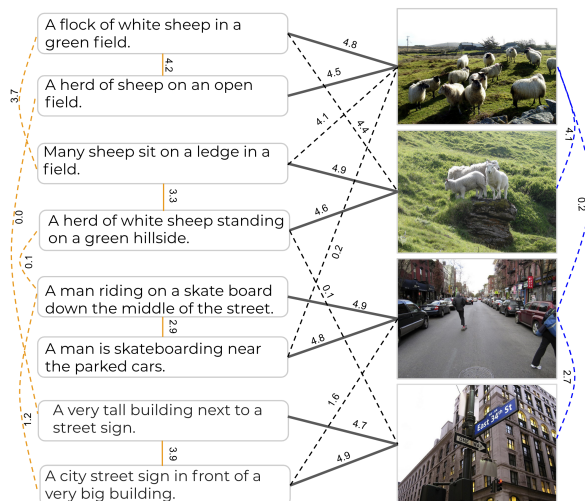 A flock of white sheep in a
green field.
4.2
A herd of sheep on an open
field.
3.7
Many sheep sit on a ledge in a
field.
3.3
A herd of white sheep standing
on a green hillside.
0.0
0.1
A man riding on a skate board
down the middle of the street.
2.9
A man is skateboarding near
the parked cars.
1.2
A very tall building next to a
street sign.
3.9
A city street sign in front of a
very big building.
4.8
4.5
4.1
4.4
4.9
4.6
0.2
0.1
4.9
4.8
1.6
4.7
4.9
4.1
0.2
2.7
East 34th St